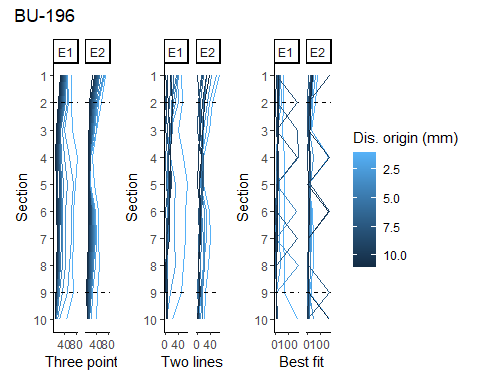 BU-196
E1 E2 E1 E2 E1 E2
1 1 1
2 2 2
3 3 3
4 4 4
5 5 5
6 6 6
7 7 7
8 8 8
9 9 9
10 10 10
Section Section Section
4080 4080 0 40 0 40 0100 0100
Three point Two lines Best fit
Dis. origin (mm)
2.5
5.0
7.5
10.0